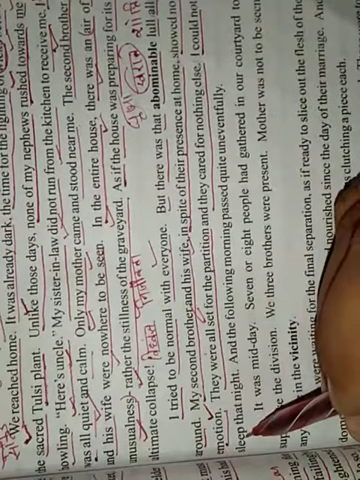 We reached home. It was already dark, the time for the lighting of
the sacred Tulsi plant. Unlike those days, none of my nephews rushed towards me
howling. "Here's uncle." My sister-in-law did not run from the kitchen to receive me.
was all quiet and calm. Only my mother came and stood near me. The second brother
and his wife were nowhere to be seen. In the entire house, there was an air of
unusualness, rather the stillness of the graveyard. As if the house was preparing for its
ultimate collapse!
I tried to be normal with everyone. But there was that abominable lull all
around. My second brother and his wife, inspite of their presence at home, showed no
emotion. They were all set for the partition and they cared for nothing else. I could not
sleep that night. And the following morning passed quite uneventfully.
It was mid-day. Seven or eight people had gathered in our courtyard to
the division. We three brothers were present. Mother was not to be seen
any in the vicinity.
for the final separation, as if ready to slice out the flesh of the
nourished since the day of their marriage. And
clutching a piece each.